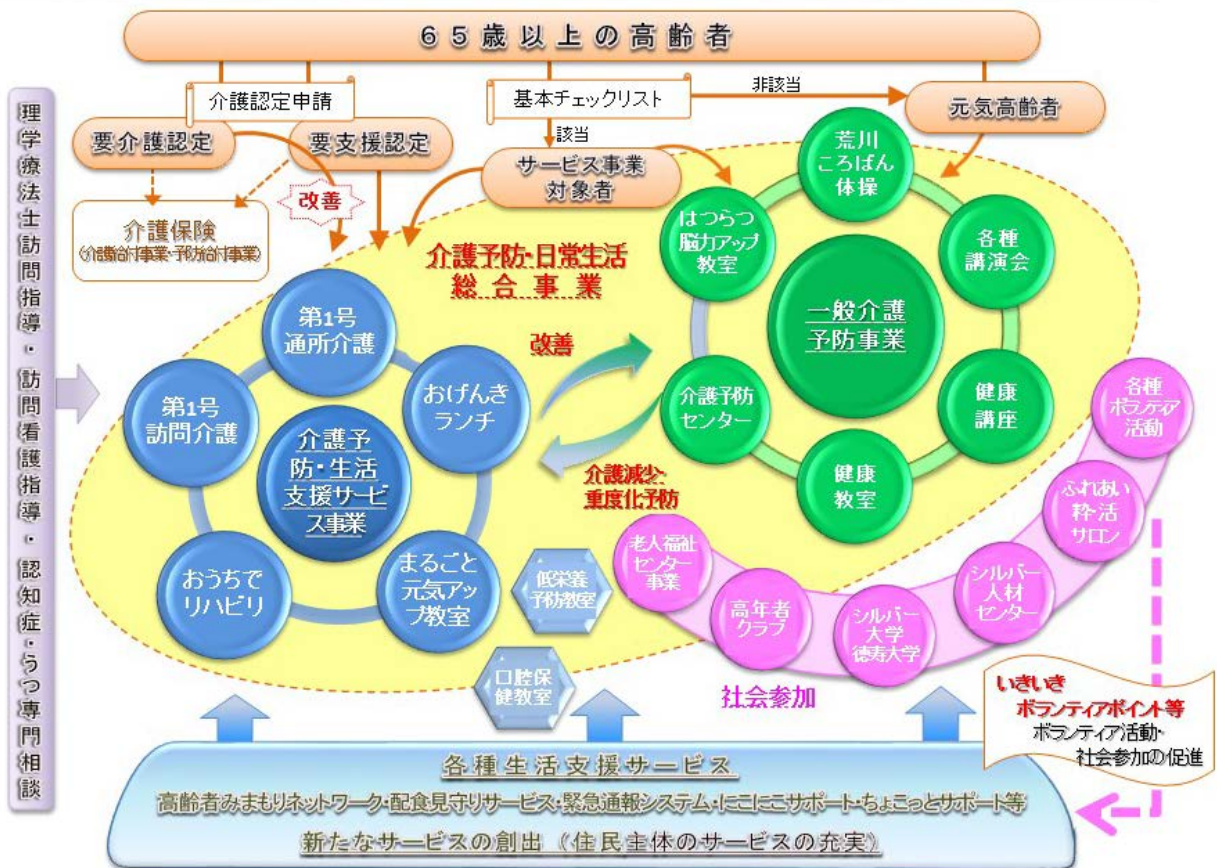 65歳以上の高齢者
介護認定申請
基本チェックリスト
非該当
元気高齢者
要介護認定
要支援認定
該当
サービス事業
対象者
改善
介護保険
(介護給付事業・予防給付事業)
理学療法士訪問指導・訪問看護指導・認知症・うつ専門相談
介護予防・日常生活
総合事業
荒川
ころばん
体操
はつらつ
脳力アップ
教室
各種
講演会
一般介護
予防事業
介護予防
センター
健康
講座
健康
教室
第1号
通所介護
第1号
訪問介護
おげんき
ランチ
介護予
防・生活
支援サービ
ス事業
おうちで
リハビリ
まるごと
元気アッ
プ教室
改善
介護減少・
重度化予防
低栄養
予防教室
口腔保
健教室
各種
ボランティア
活動
ふれあい
粋・活
サロン
シルバー
人材
センター
シルバー
大学
徳寿大学
高年者
クラブ
老人福祉
センター
事業
社会参加
いきいき
ボランティアポイント等
ボランティア活動・
社会参加の促進
各種生活支援サービス
高齢者みまもりネットワーク・配食見守りサービス・緊急通報システム・にこにこサポート・ちょこっとサポート等
新たなサービスの創出（住民主体のサービスの充実）